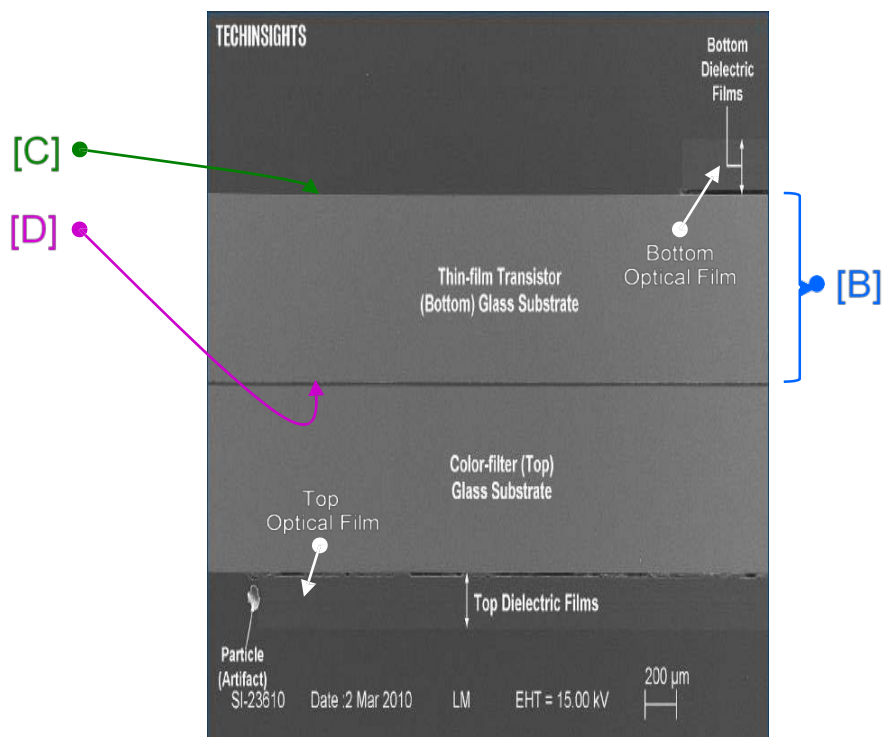 TECHINSIGHTS
Bottom
Dielectric
Films
[C]
[D]
Bottom
Optical Film
[B]
Thin-film Transistor
(Bottom) Glass Substrate
Color-filter (Top)
Glass Substrate
Top
Optical Film
Top Dielectric Films
Particle
(Artifact)
200 µm
SI-23610 Date :2 Mar 2010 LM EHT = 15.00 kV